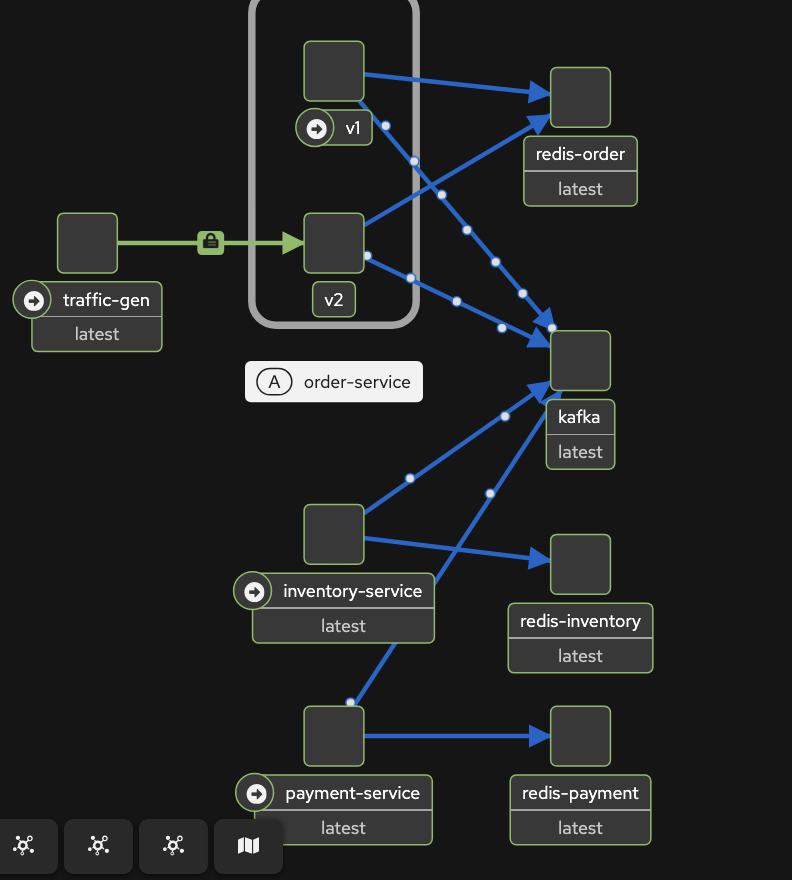 v1
redis-order
latest
v2
traffic-gen
latest
A order-service
kafka
latest
inventory-service
latest
redis-inventory
latest
payment-service
latest
redis-payment
latest